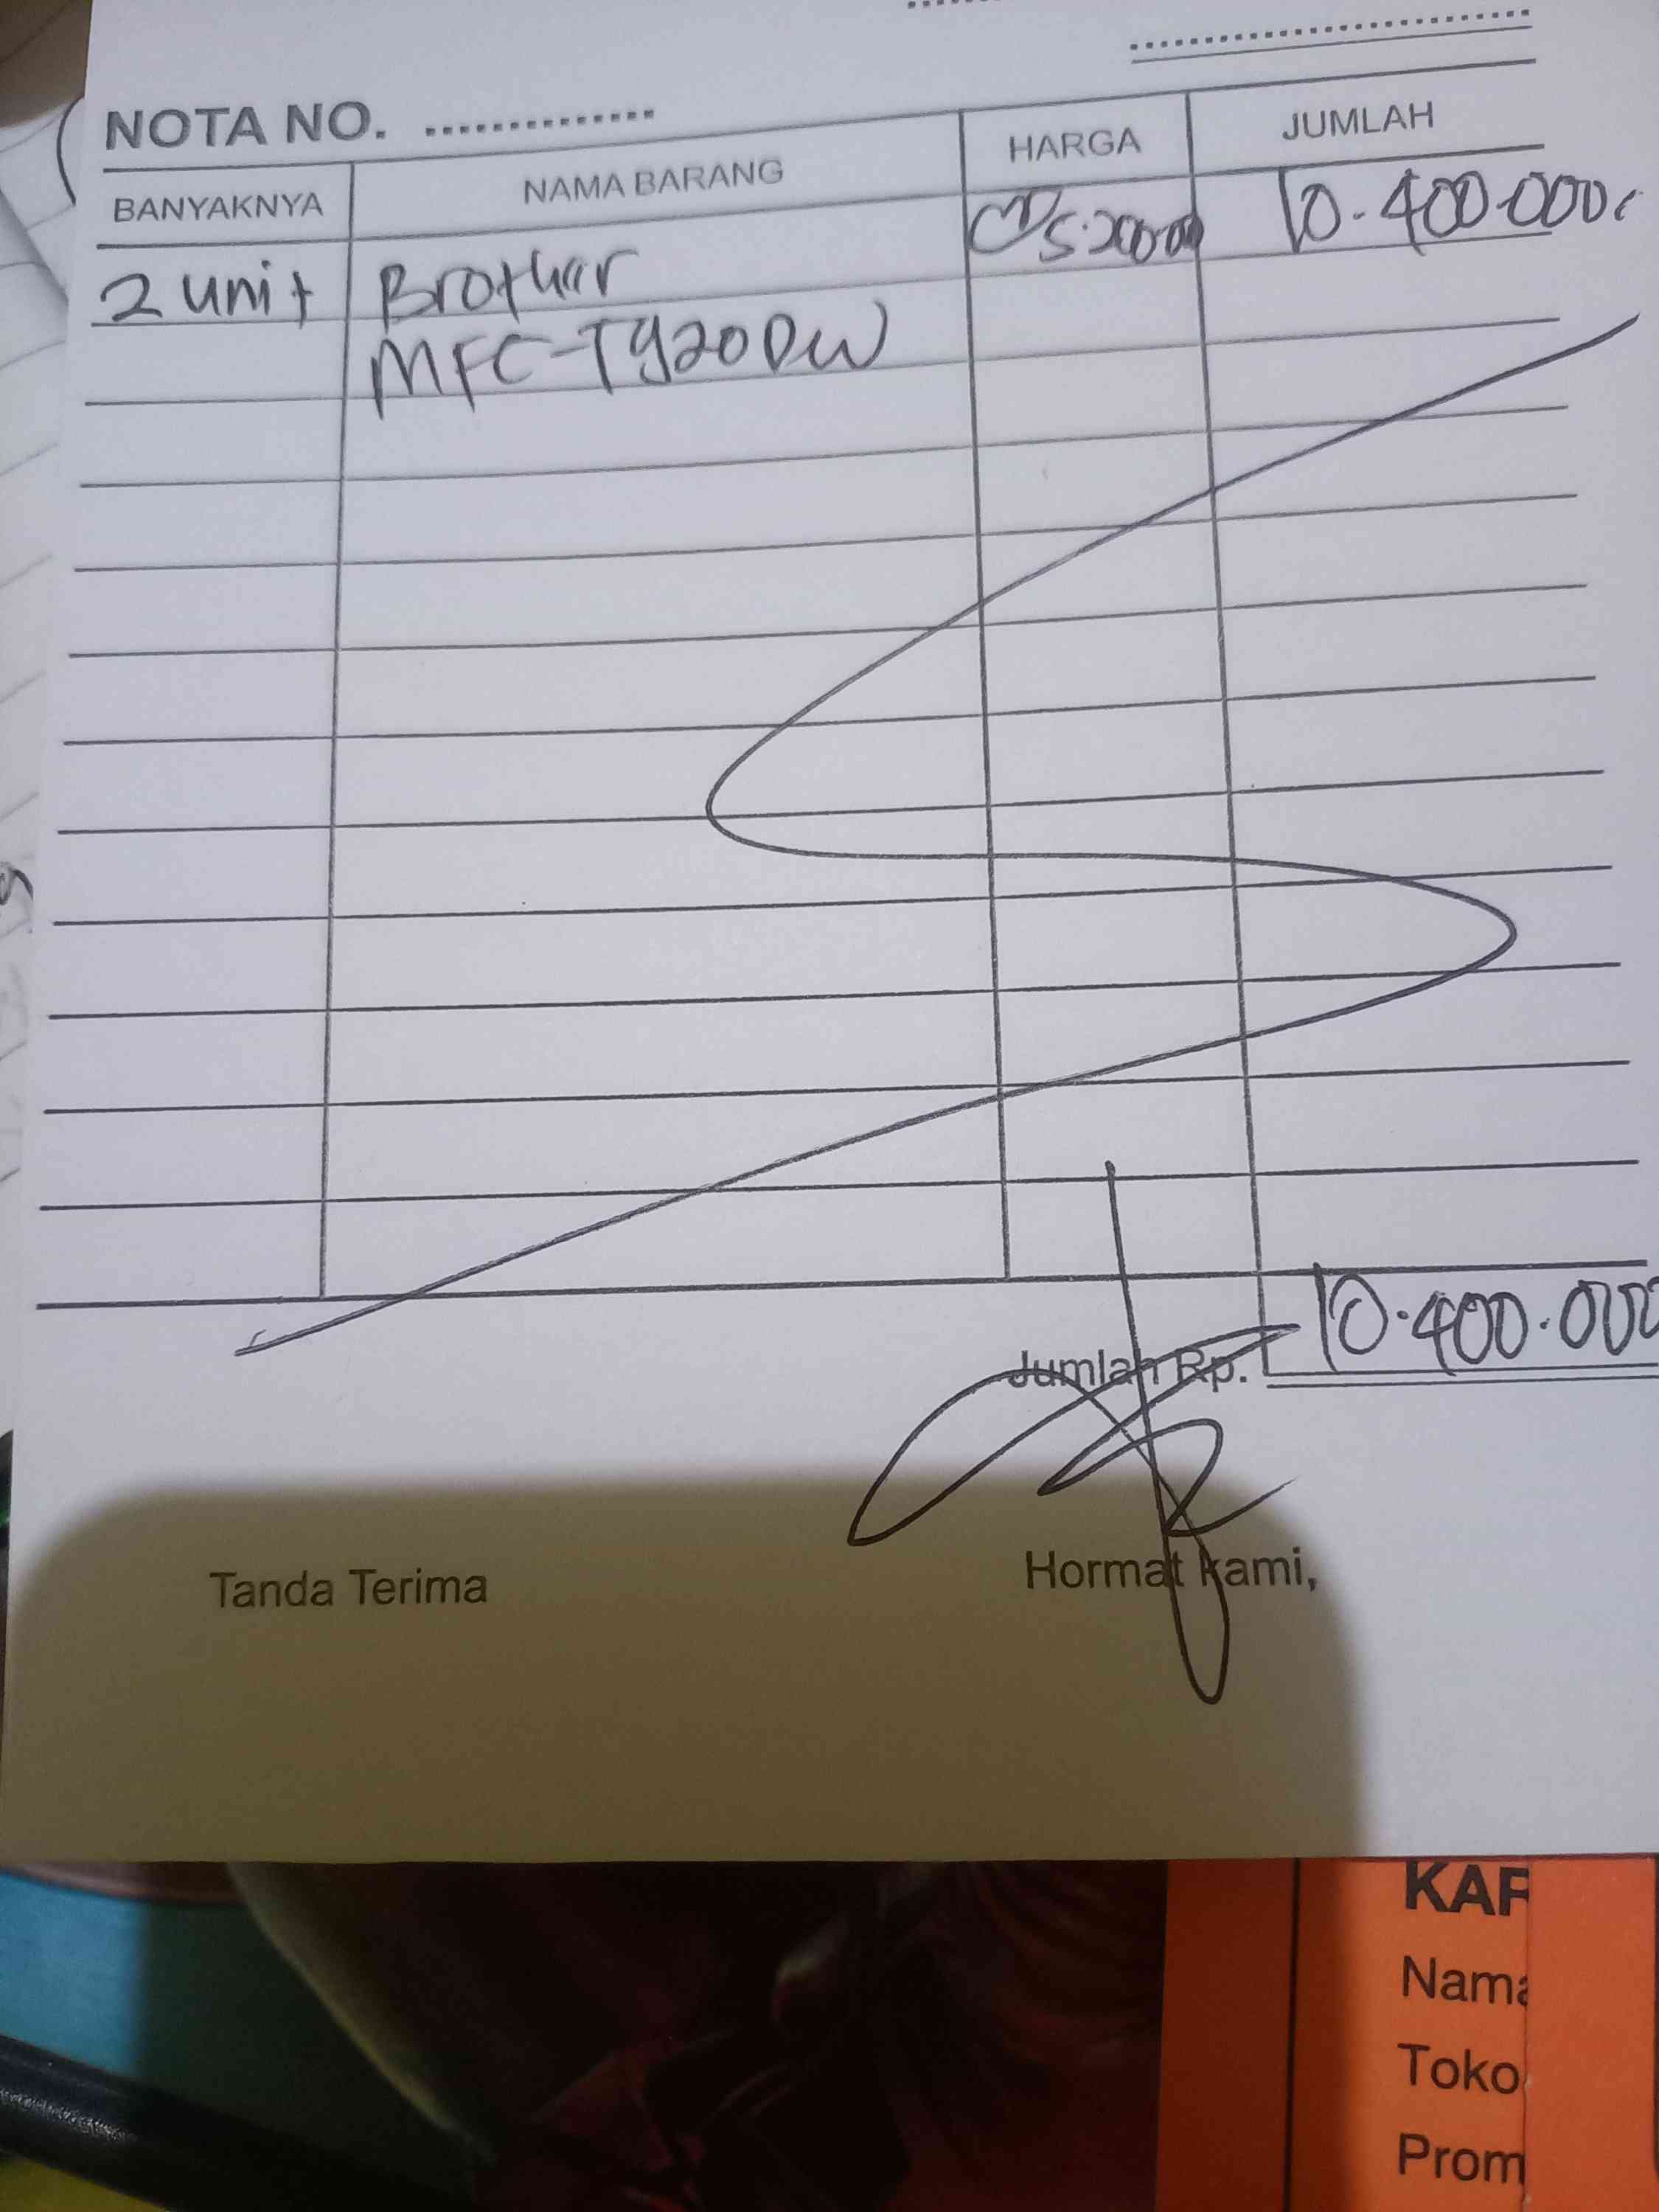 NOTA NO. ..............
BANYAKNYA NAMA BARANG HARGA JUMLAH
2 unit Brother 10.400.000
MFC-T920DW
Jumlah Rp. 10.400.000
Tanda Terima Hormat kami,
KAR
Nama
Toko
Prom